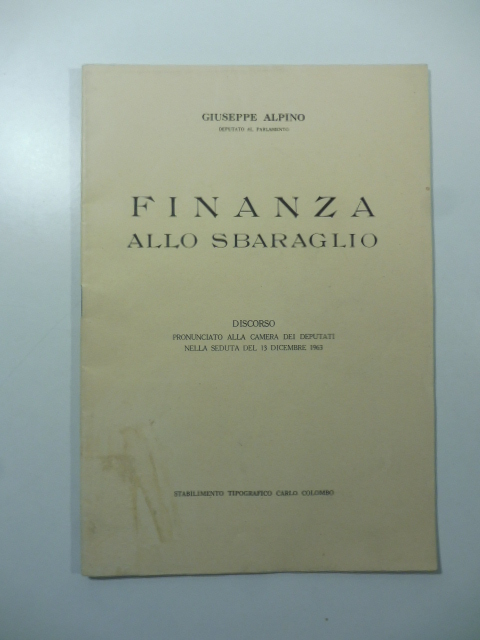 GIUSEPPE ALPINO
DEPUTATO AL PARLAMENTO
FINANZA
ALLO SBARAGLIO
DISCORSO
PRONUNCIATO ALLA CAMERA DEI DEPUTATI
NELLA SEDUTA DEL 15 DICEMBRE 1963
STABILIMENTO TIPOGRAFICO CARLO COLOMBO